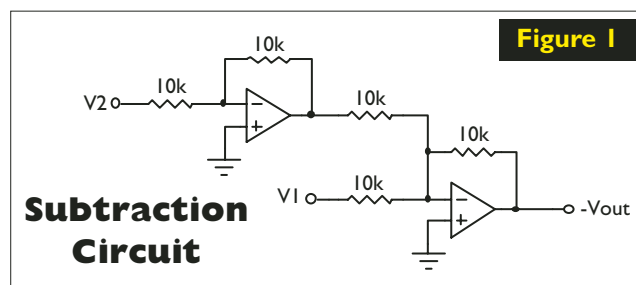 Figure 1
10k
10k
V2
−
+
10k
10k
V1
10k
−
+
-Vout
Subtraction
Circuit